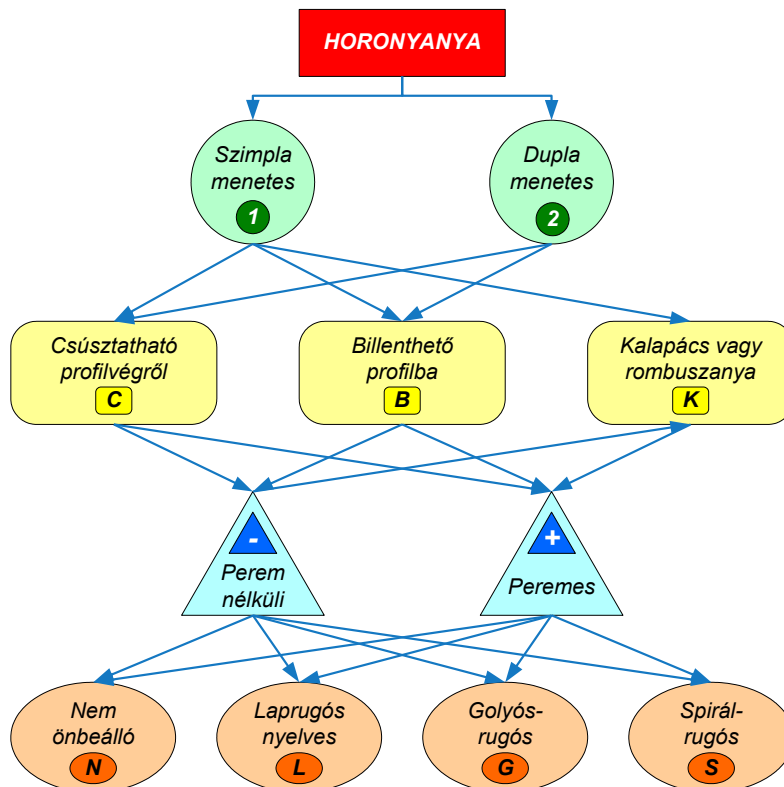 HORONYANYA
Szimpla
menetes
1
Dupla
menetes
2
Csúsztatható
profilvégről
C
Billenthető
profilba
B
Kalapács vagy
rombuszanya
K
-
Perem
nélküli
+
Peremes
Nem
önbeálló
N
Laprugós
nyelves
L
Golyós-
rugós
G
Spirál-
rugós
S